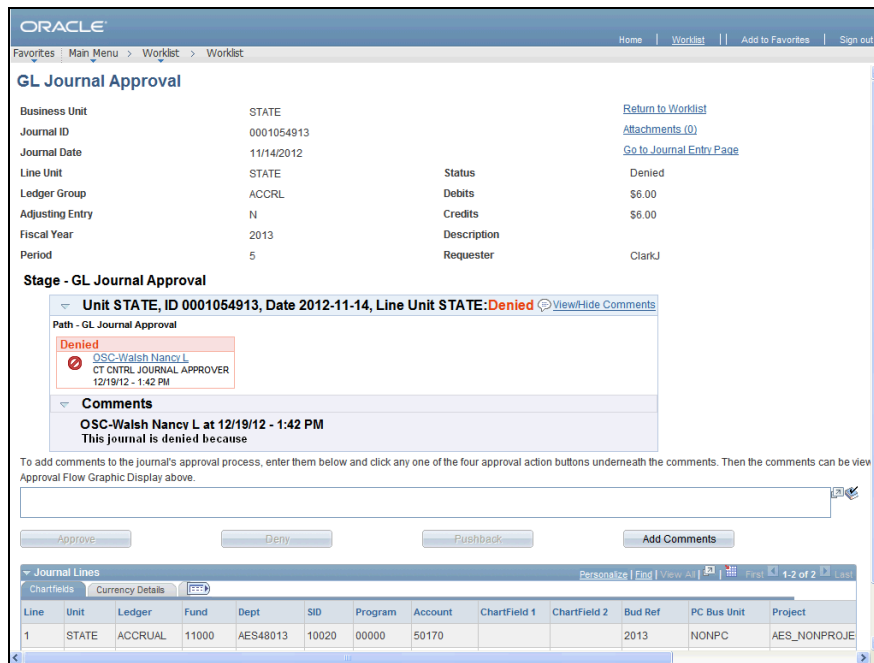 ORACLE
Home | Worklist | | Add to Favorites | Sign out
Favorites Main Menu > Worklist > Worklist
GL Journal Approval
Business Unit STATE Return to Worklist
Journal ID 0001054913 Attachments (0)
Journal Date 11/14/2012 Go to Journal Entry Page
Line Unit STATE Status Denied
Ledger Group ACCRL Debits $6.00
Adjusting Entry N Credits $6.00
Fiscal Year 2013 Description
Period 5 Requester ClarkJ
Stage - GL Journal Approval
Unit STATE, ID 0001054913, Date 2012-11-14, Line Unit STATE:Denied View/Hide Comments
Path - GL Journal Approval
Denied
OSC-Walsh Nancy L
CT CNTRL JOURNAL APPROVER
12/19/12 - 1:42 PM
Comments
OSC-Walsh Nancy L at 12/19/12 - 1:42 PM
This journal is denied because
To add comments to the journal's approval process, enter them below and click any one of the four approval action buttons underneath the comments. Then the comments can be view
Approval Flow Graphic Display above.
Approve Deny Pushback Add Comments
Journal Lines Personalize | Find | View All | | First 1-2 of 2 Last
Chartfields Currency Details
Line Unit Ledger Fund Dept SID Program Account ChartField 1 ChartField 2 Bud Ref PC Bus Unit Project
1 STATE ACCRUAL 11000 AES48013 10020 00000 50170 2013 NONPC AES_NONPROJE